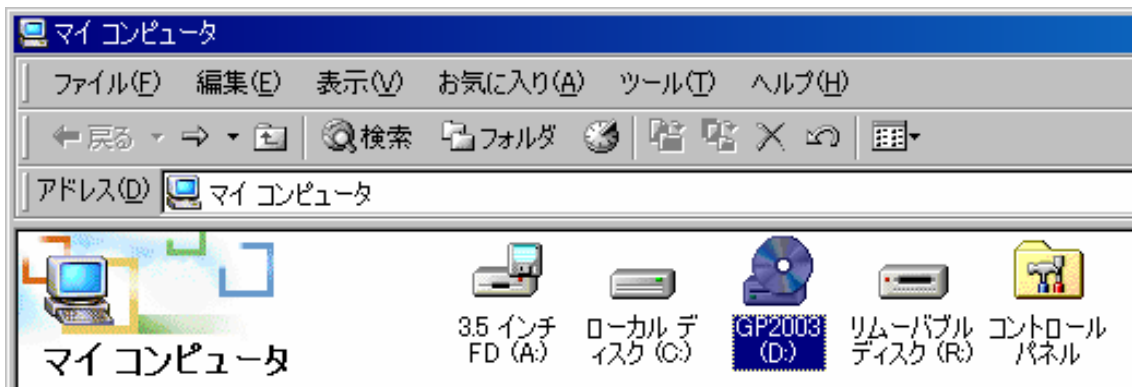 マイ コンピュータ
ファイル(F) 編集(E) 表示(V) お気に入り(A) ツール(T) ヘルプ(H)
戻る 検索 フォルダ
アドレス(D) マイ コンピュータ
マイ コンピュータ
3.5 インチ
FD (A:)
ローカル デ
ィスク (C:)
GP2003
(D:)
リムーバブル
ディスク (R:)
コントロール
パネル